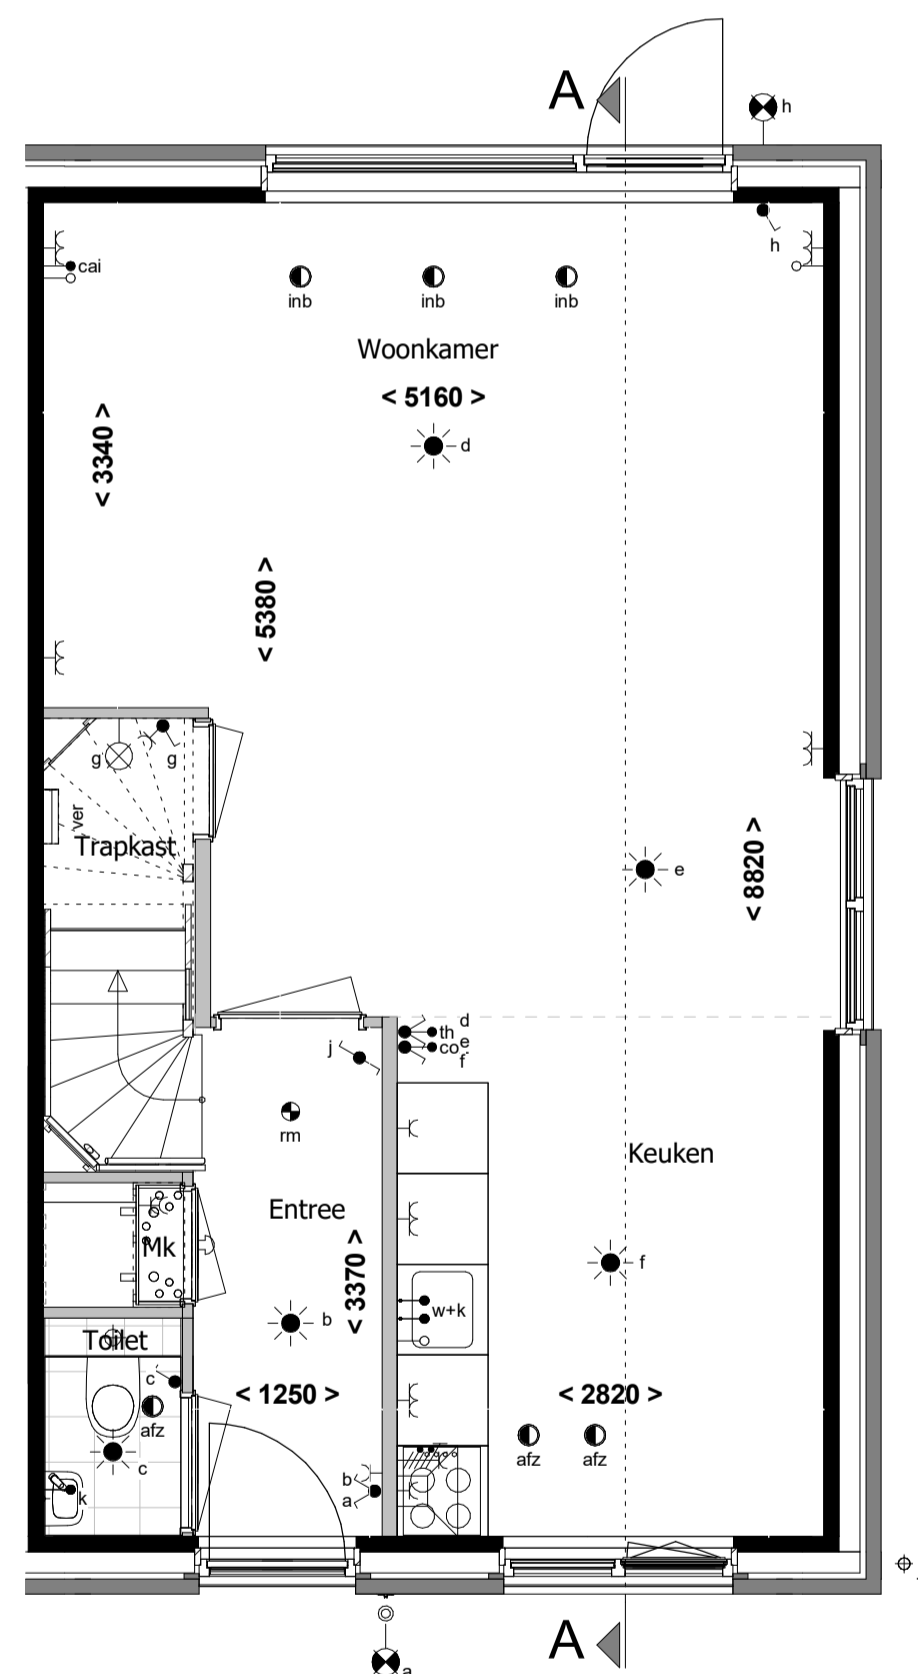 A
h
h
cai
inb
inb
inb
Woonkamer
< 5160 >
< 3340 >
d
< 5380 >
g
g
ver
Trapkast
e
< 8820 >
d
th
e
co
f
j
rm
Keuken
Entree
Mk
f
< 3370 >
w+k
b
Toilet
c
< 1250 >
< 2820 >
afz
afz
afz
c
b
a
k
A
a